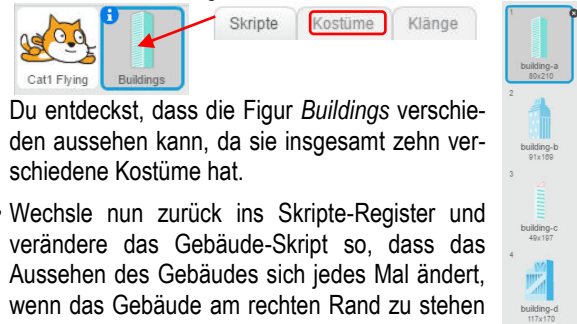 Skripte Kostüme Klänge
Cat1 Flying Buildings
Du entdeckst, dass die Figur Buildings verschie-
den aussehen kann, da sie insgesamt zehn ver-
schiedene Kostüme hat.
Wechsle nun zurück ins Skripte-Register und
verändere das Gebäude-Skript so, dass das
Aussehen des Gebäudes sich jedes Mal ändert,
wenn das Gebäude am rechten Rand zu stehen
1
building-a
80x210
2
building-b
91x169
3
building-c
49x197
4
building-d
117x170